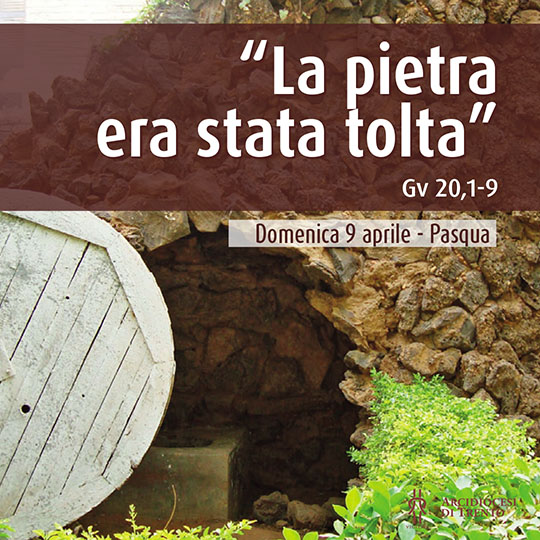 “La pietra
era stata tolta”
Gv 20,1-9
Domenica 9 aprile - Pasqua
Arcidiocesi
di Trento